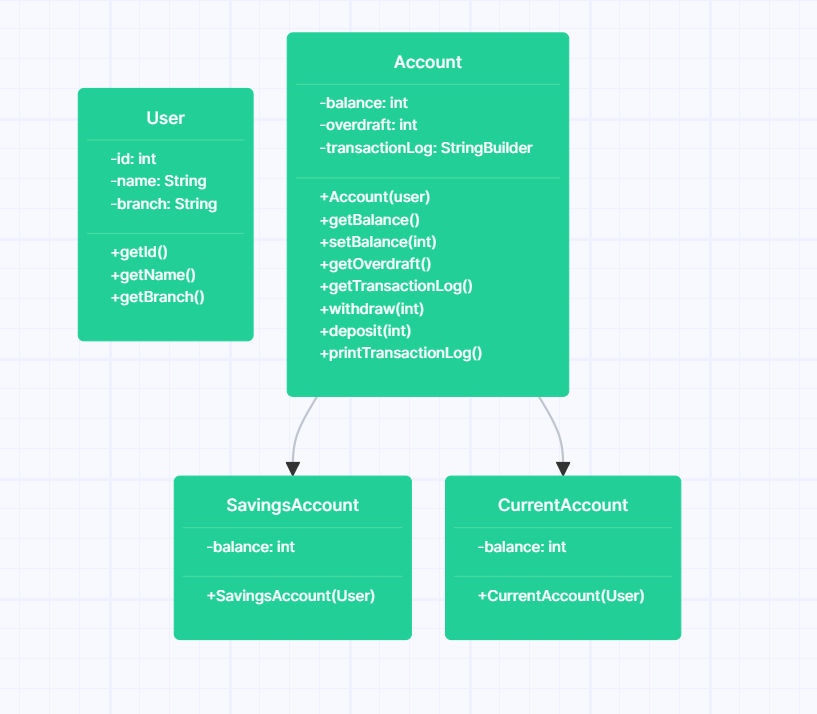 User
-id: int
-name: String
-branch: String
+getId()
+getName()
+getBranch()
Account
-balance: int
-overdraft: int
-transactionLog: StringBuilder
+Account(user)
+getBalance()
+setBalance(int)
+getOverdraft()
+getTransactionLog()
+withdraw(int)
+deposit(int)
+printTransactionLog()
SavingsAccount
-balance: int
+SavingsAccount(User)
CurrentAccount
-balance: int
+CurrentAccount(User)